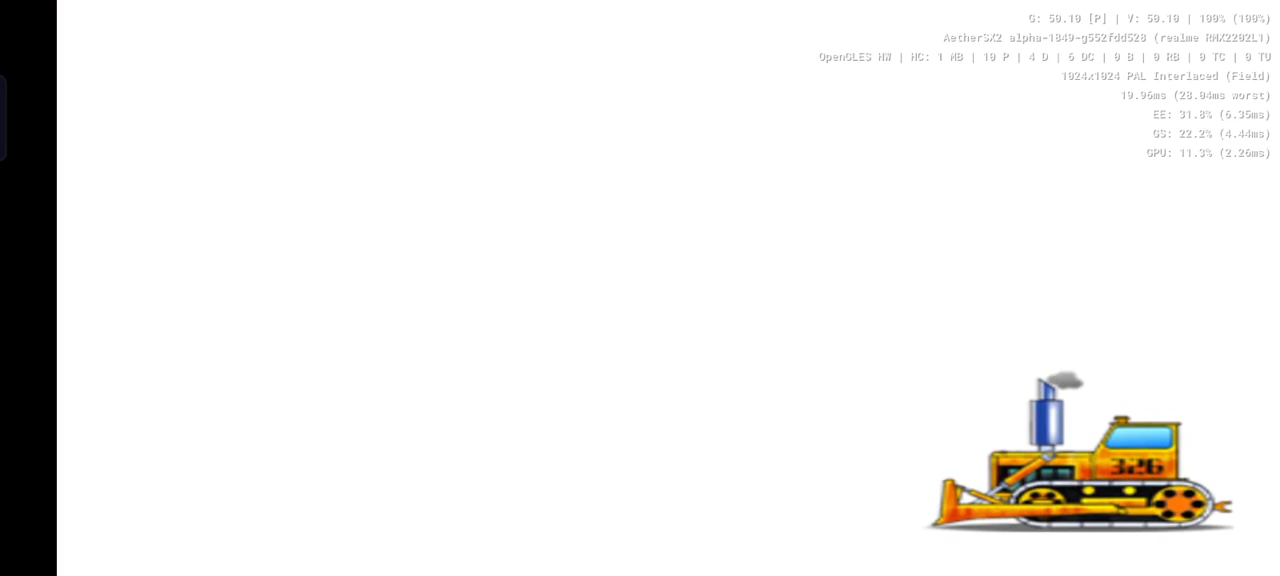 G: 50.10 [P] | V: 50.10 | 100% (100%)
AetherSX2 alpha-1849-g552fdd528 (realme RMX2202L1)
OpenGLES HW | HC: 1 MB | 10 P | 4 D | 6 DC | 0 B | 0 RB | 0 TC | 0 TU
1024x1024 PAL Interlaced (Field)
19.96ms (28.04ms worst)
EE: 31.8% (6.35ms)
GS: 22.2% (4.44ms)
GPU: 11.3% (2.26ms)
326